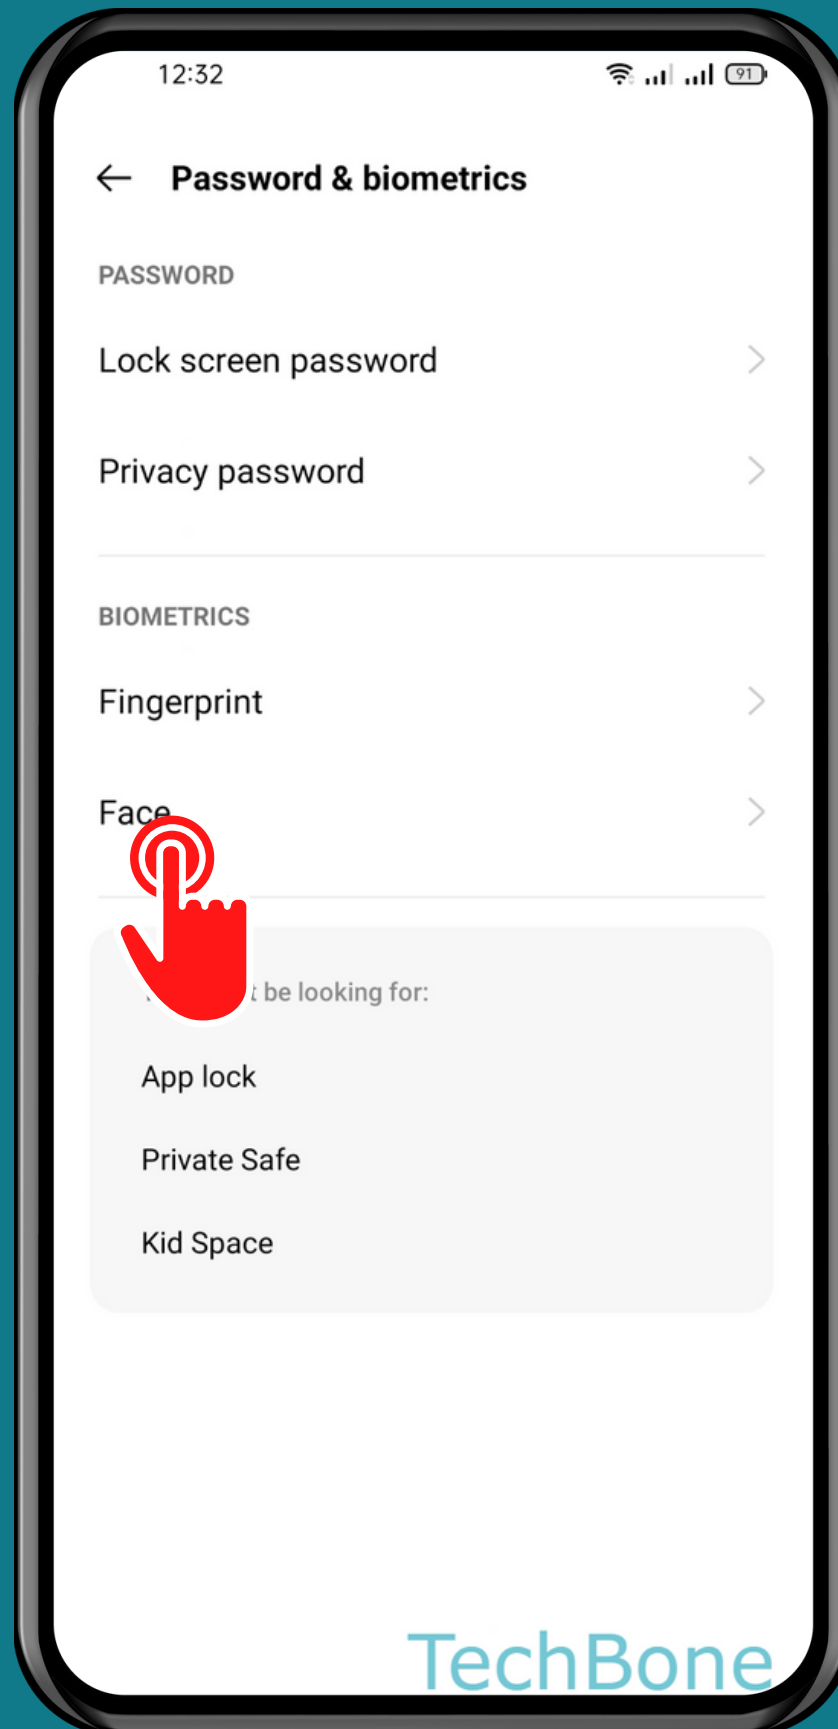 12:32
91
Password & biometrics
PASSWORD
Lock screen password
Privacy password
BIOMETRICS
Fingerprint
Face
be looking for:
App lock
Private Safe
Kid Space
TechBone